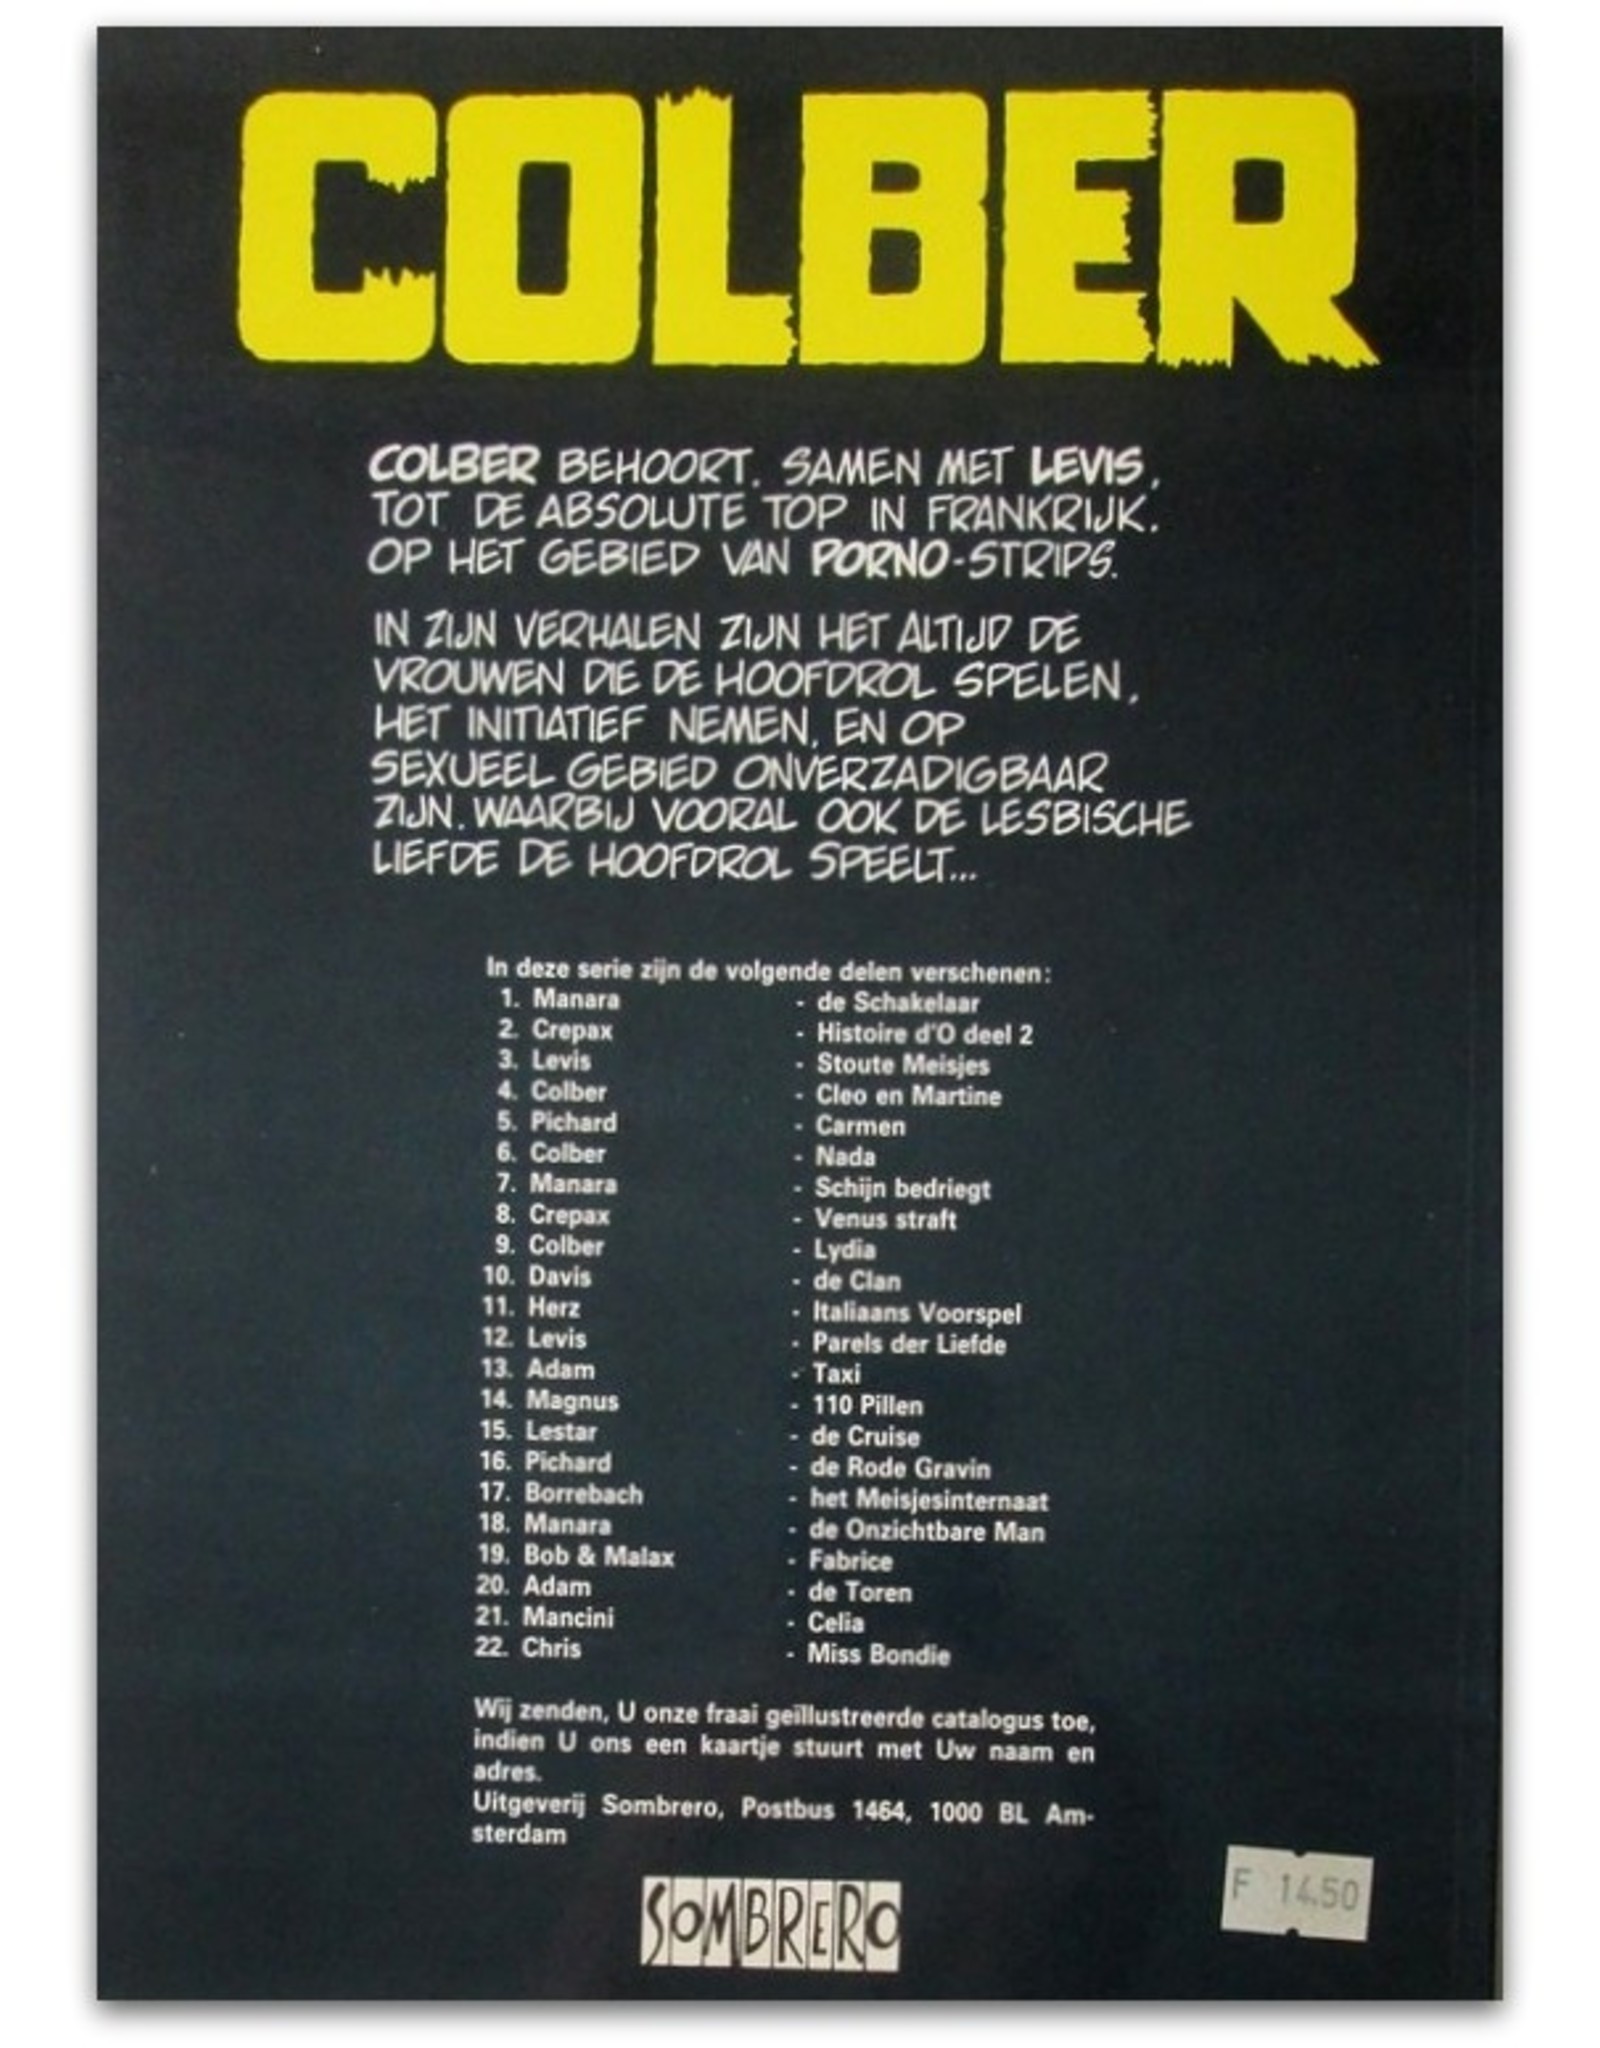 COLBER
COLBER BEHOORT, SAMEN MET LEVIS,
TOT DE ABSOLUTE TOP IN FRANKRIJK.
OP HET GEBIED VAN PORNO-STRIPS.
IN ZIJN VERHALEN ZIJN HET ALTIJD DE
VROUWEN DIE DE HOOFDROL SPELEN,
HET INITIATIEF NEMEN, EN OP
SEXUEEL GEBIED ONVERZADIGBAAR
ZIJN. WAARBIJ VOORAL OOK DE LESBISCHE
LIEFDE DE HOOFDROL SPEELT...
In deze serie zijn de volgende delen verschenen:
1. Manara - de Schakelaar
2. Crepax - Histoire d'O deel 2
3. Levis - Stoute Meisjes
4. Colber - Cleo en Martine
5. Pichard - Carmen
6. Colber - Nada
7. Manara - Schijn bedriegt
8. Crepax - Venus straft
9. Colber - Lydia
10. Davis - de Clan
11. Herz - Italiaans Voorspel
12. Levis - Parels der Liefde
13. Adam - Taxi
14. Magnus - 110 Pillen
15. Lestar - de Cruise
16. Pichard - de Rode Gravin
17. Borrebach - het Meisjesinternaat
18. Manara - de Onzichtbare Man
19. Bob & Malax - Fabrice
20. Adam - de Toren
21. Mancini - Celia
22. Chris - Miss Bondie
Wij zenden, U onze fraai geïllustreerde catalogus toe,
indien U ons een kaartje stuurt met Uw naam en
adres.
Uitgeverij Sombrero, Postbus 1464, 1000 BL Am-
sterdam
SOMBRERO
F 14.50